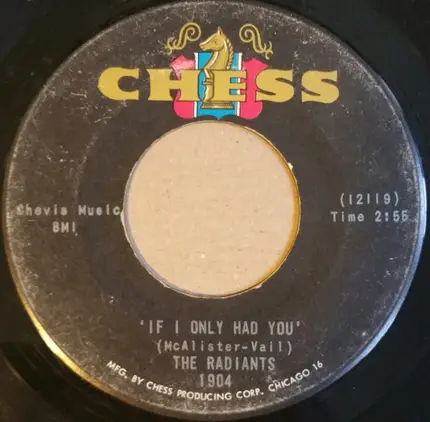 CHESS
Chevis Music
BMI
(12119)
Time 2:55
'IF I ONLY HAD YOU'
(McAlister-Vail)
THE RADIANTS
1904
MFG. BY CHESS PRODUCING CORP. CHICAGO 16